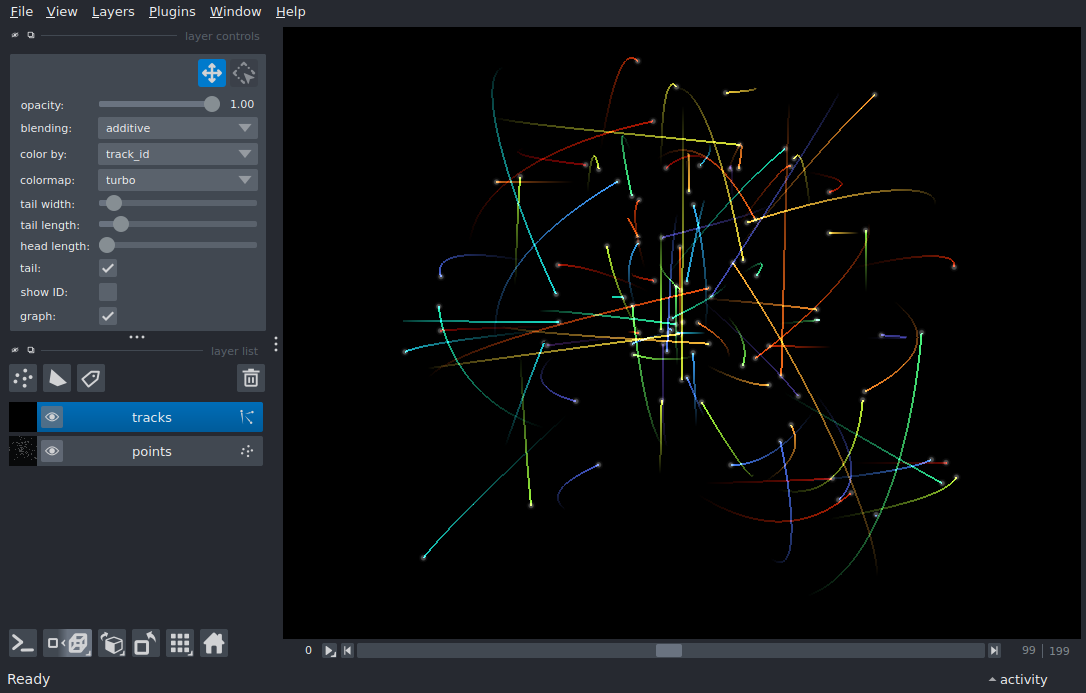 File View Layers Plugins Window Help
layer controls
opacity: 1.00
blending: additive
color by: track_id
colormap: turbo
tail width:
tail length:
head length:
tail:
show ID:
graph:
layer list
tracks
points
0 99 199
Ready activity